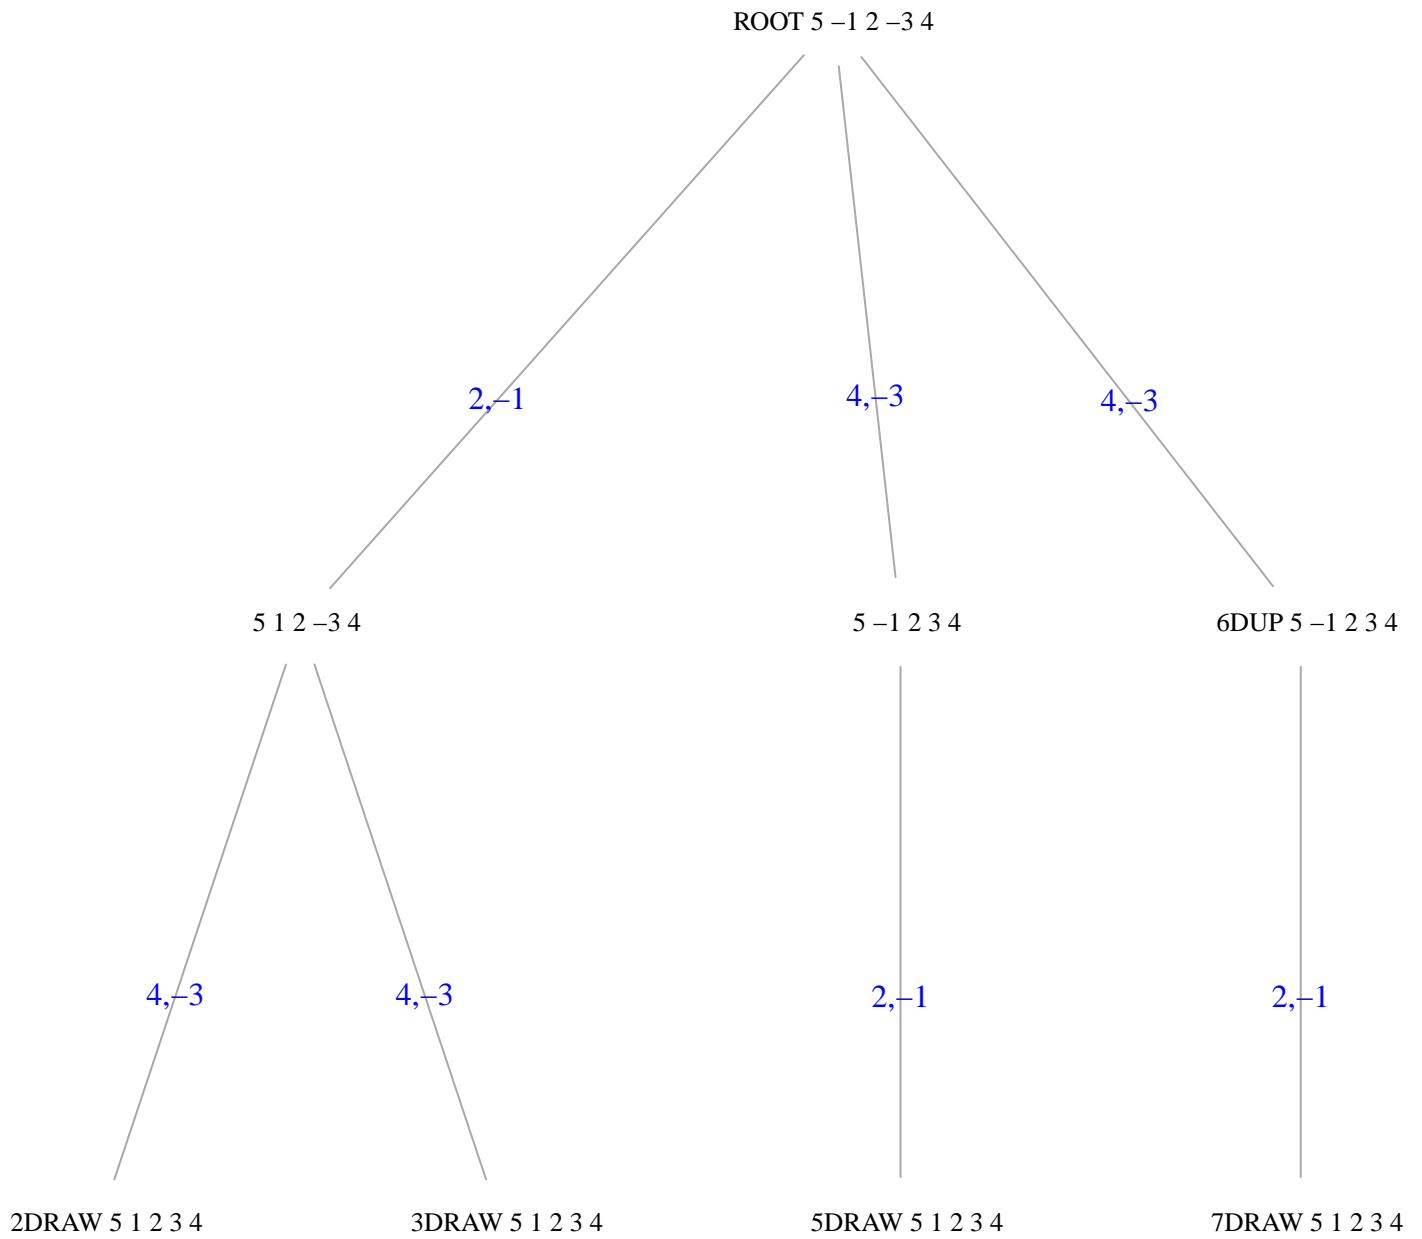 ROOT 5 –1 2 –3 4
2,–1
4,–3
4,–3
5 1 2 –3 4
5 –1 2 3 4
6DUP 5 –1 2 3 4
4,–3
4,–3
2,–1
2,–1
2DRAW 5 1 2 3 4
3DRAW 5 1 2 3 4
5DRAW 5 1 2 3 4
7DRAW 5 1 2 3 4